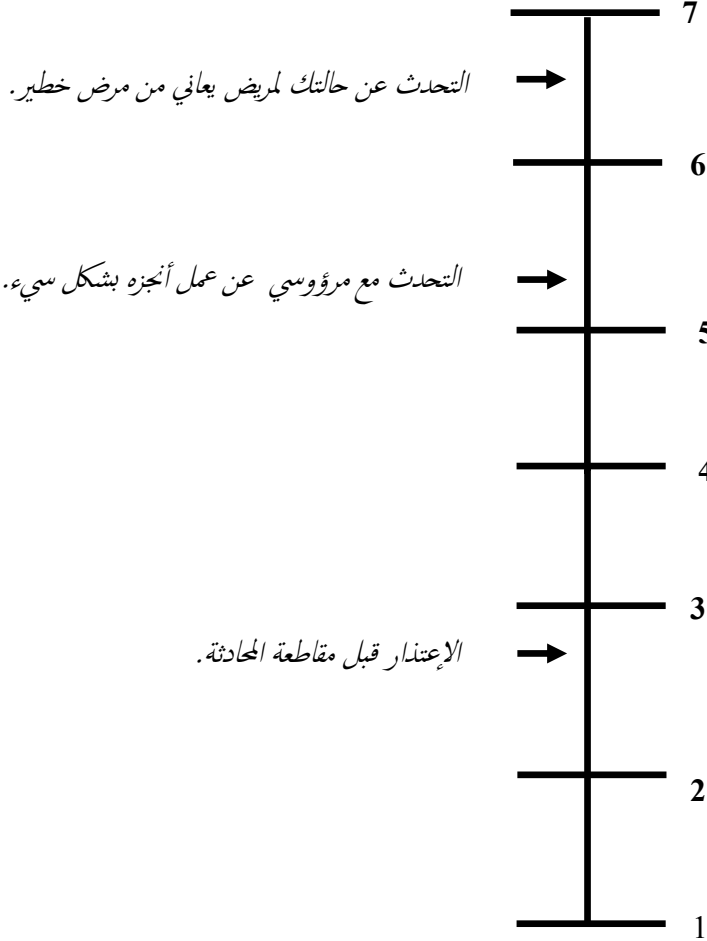 7
التحدث عن حالتك لمريض يعاني من مرض خطير.
6
التحدث مع مرؤوسي عن عمل أنجزه بشكل سيء.
5
4
3
الإعتذار قبل مقاطعة المحادثة.
2
1